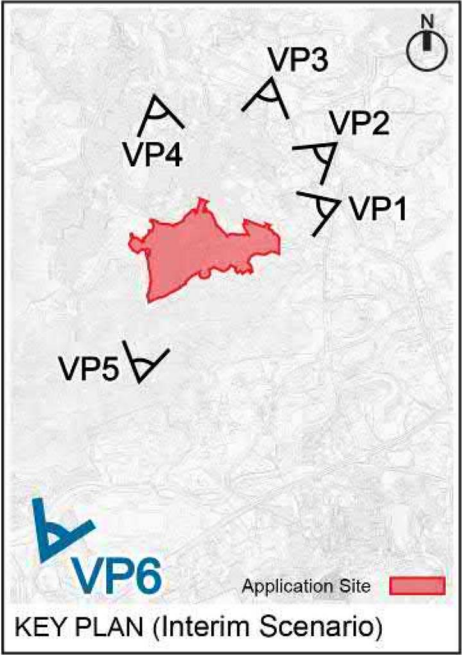 N
VP3
VP2
VP4
VP1
VP5
VP6
Application Site
KEY PLAN (Interim Scenario)